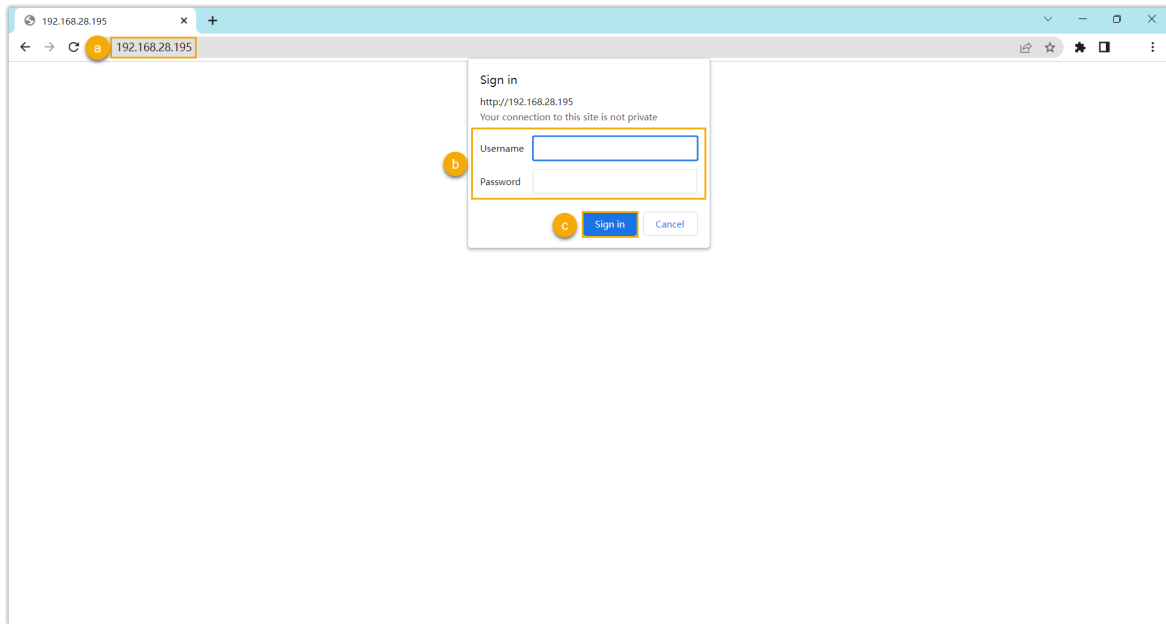 192.168.28.195
a 192.168.28.195
Sign in
http://192.168.28.195
Your connection to this site is not private
b
Username
Password
c Sign in Cancel